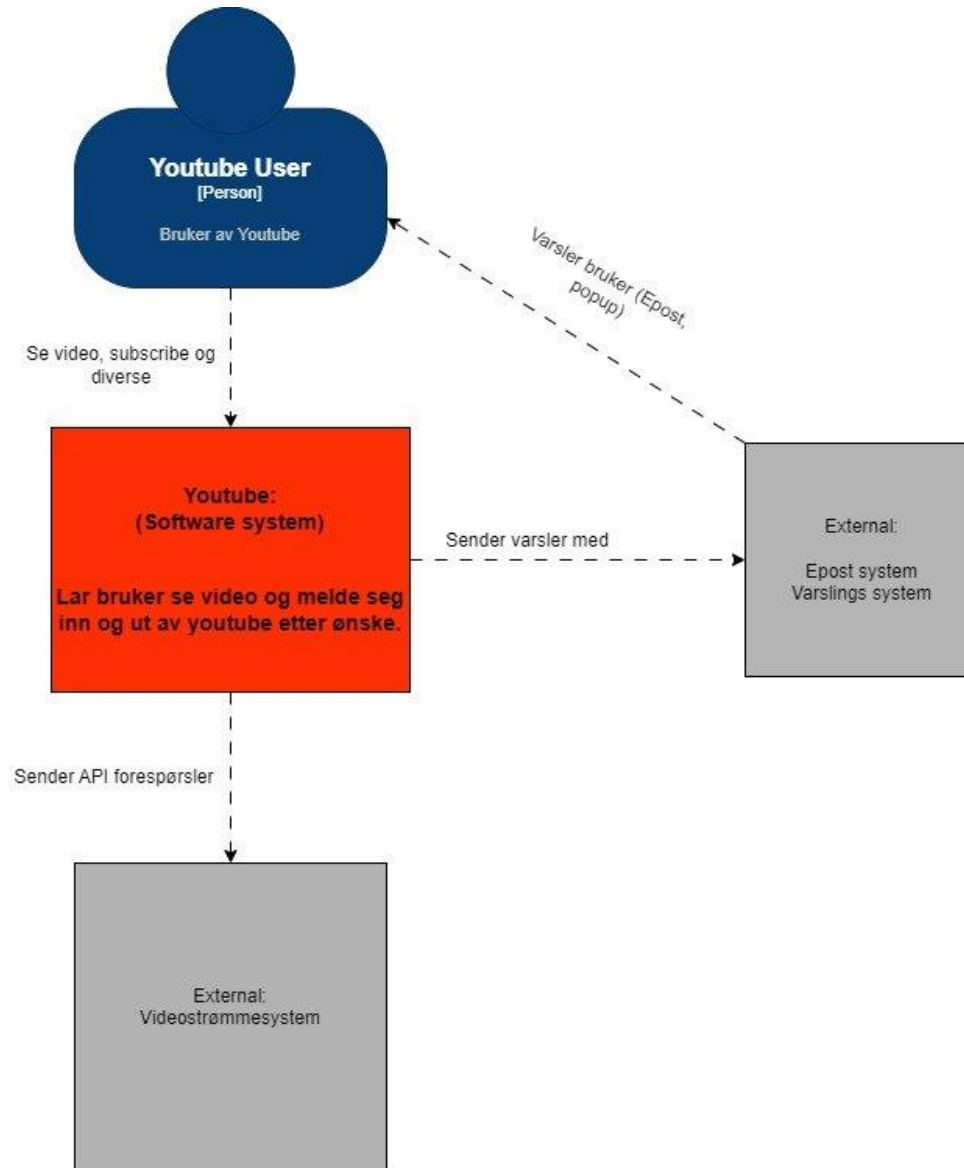 Youtube User
[Person]
Bruker av Youtube
Varsler bruker (Epost,
popup)
Se video, subscribe og
diverse
Youtube:
(Software system)
Lar bruker se video og melde seg
inn og ut av youtube etter ønske.
Sender varsler med
External:
Epost system
Varslings system
Sender API forespørsler
External:
Videostrømmesystem